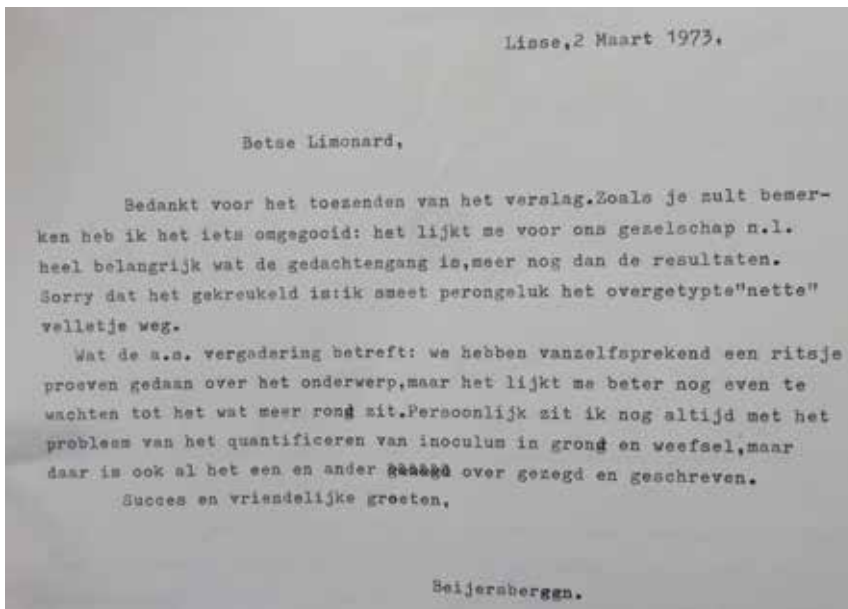 Lisse,2 Maart 1973.
Betse Limonard,
Bedankt voor het toezenden van het verslag.Zoals je zult bemer-
ken heb ik het iets omgegooid: het lijkt me voor ons gezelschap n.l.
heel belangrijk wat de gedachtengang is,meer nog dan de resultaten.
Sorry dat het gekreukeld is:ik smeet perongeluk het overgetypte"nette"
velletje weg.
Wat de a.s. vergadering betreft: we hebben vanzelfsprekend een ritsje
proeven gedaan over het onderwerp,maar het lijkt me beter nog even te
wachten tot het wat meer rond zit.Persoonlijk zit ik nog altijd met het
probleem van het quantificeren van inoculum in grond en weefsel,maar
daar is ook al het een en ander over gezegd en geschreven.
Succes en vriendelijke groeten,
Beijersberggn.